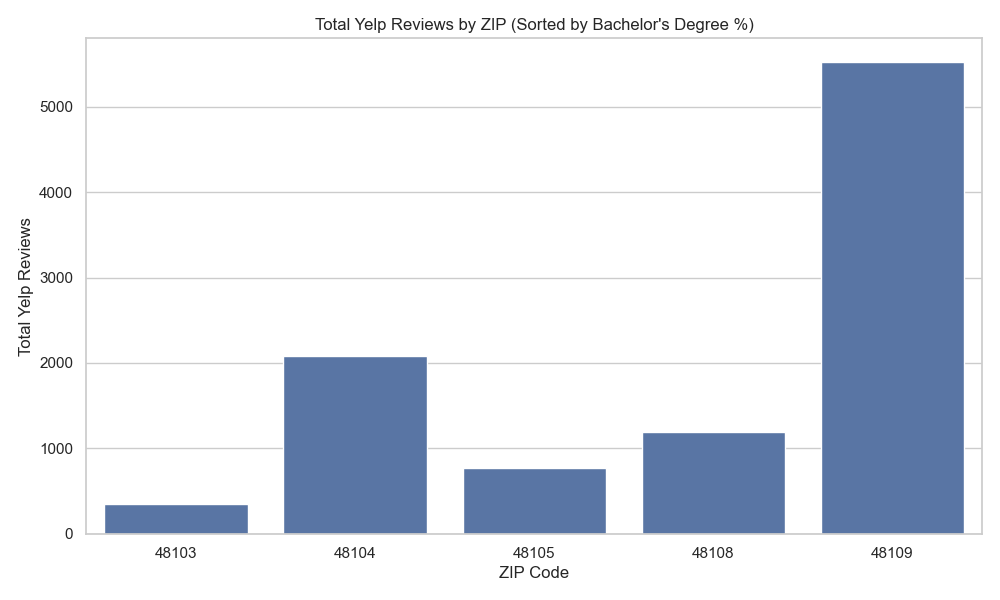 Total Yelp Reviews by ZIP (Sorted by Bachelor's Degree %)
Total Yelp Reviews
5000
4000
3000
2000
1000
0
48103 48104 48105 48108 48109
ZIP Code